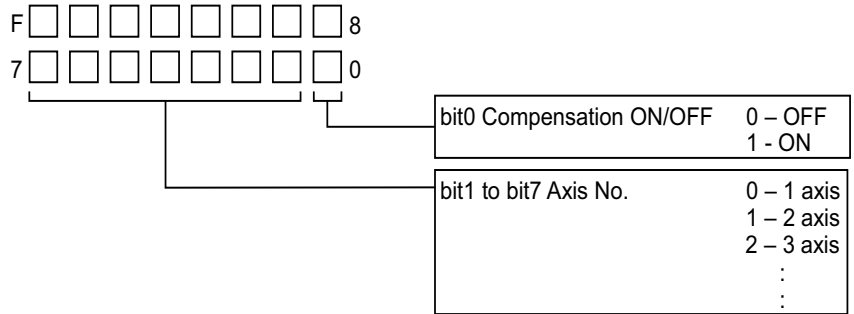 F 8
7 0
bit0 Compensation ON/OFF 0 – OFF
1 - ON
bit1 to bit7 Axis No. 0 – 1 axis
1 – 2 axis
2 – 3 axis
:
: